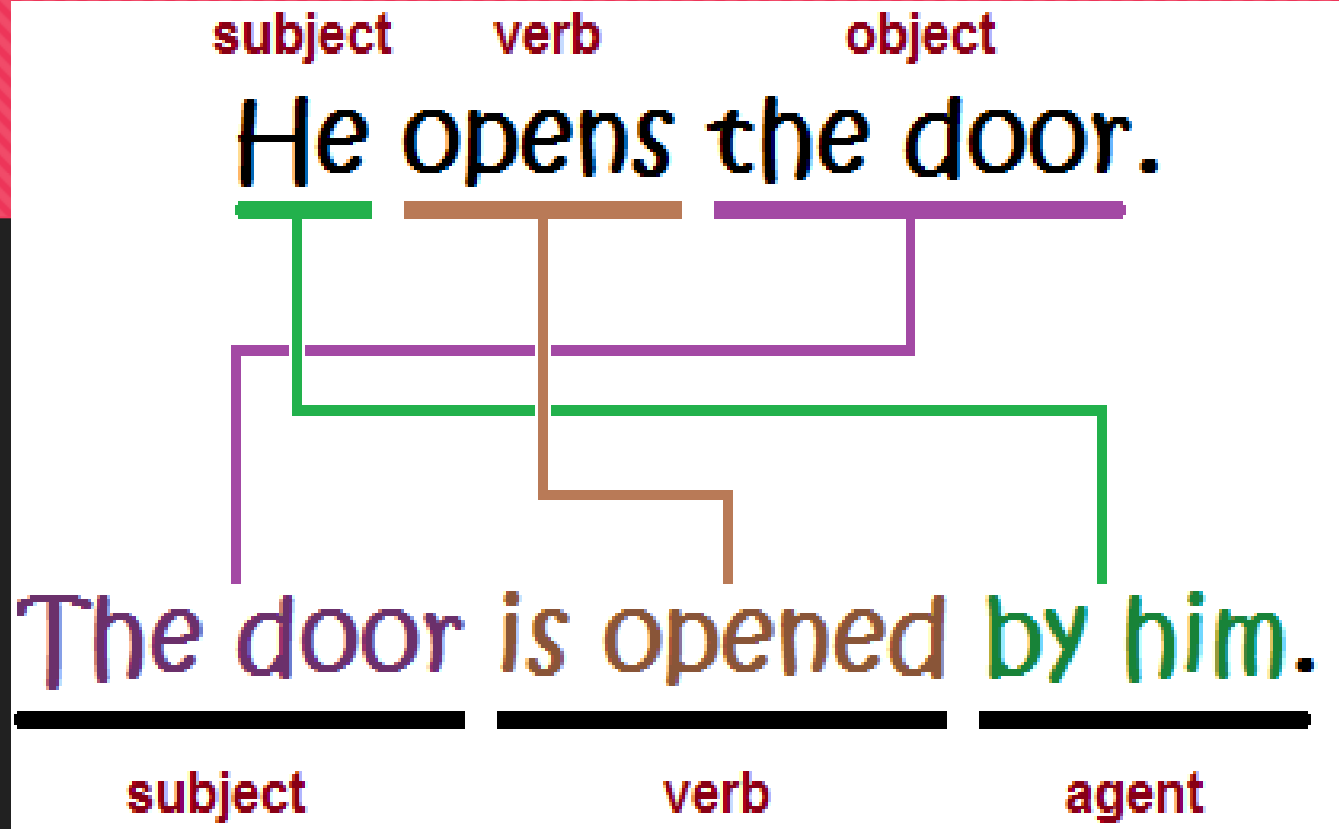 subject verb object
He opens the door.
The door is opened by him.
subject verb agent